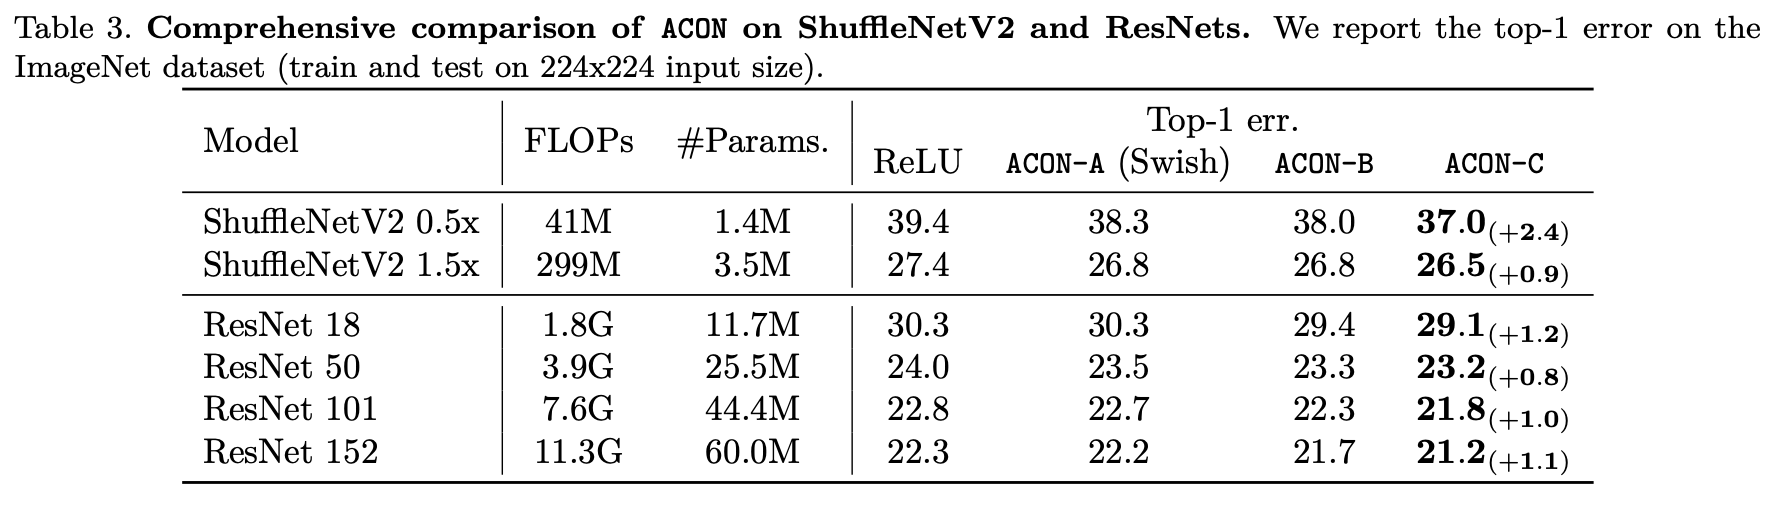 Table 3. Comprehensive comparison of ACON on ShuffleNetV2 and ResNets. We report the top-1 error on the
ImageNet dataset (train and test on 224x224 input size).
Model FLOPs #Params. Top-1 err.
ReLU ACON-A (Swish) ACON-B ACON-C
ShuffleNetV2 0.5x 41M 1.4M 39.4 38.3 38.0 37.0(+2.4)
ShuffleNetV2 1.5x 299M 3.5M 27.4 26.8 26.8 26.5(+0.9)
ResNet 18 1.8G 11.7M 30.3 30.3 29.4 29.1(+1.2)
ResNet 50 3.9G 25.5M 24.0 23.5 23.3 23.2(+0.8)
ResNet 101 7.6G 44.4M 22.8 22.7 22.3 21.8(+1.0)
ResNet 152 11.3G 60.0M 22.3 22.2 21.7 21.2(+1.1)